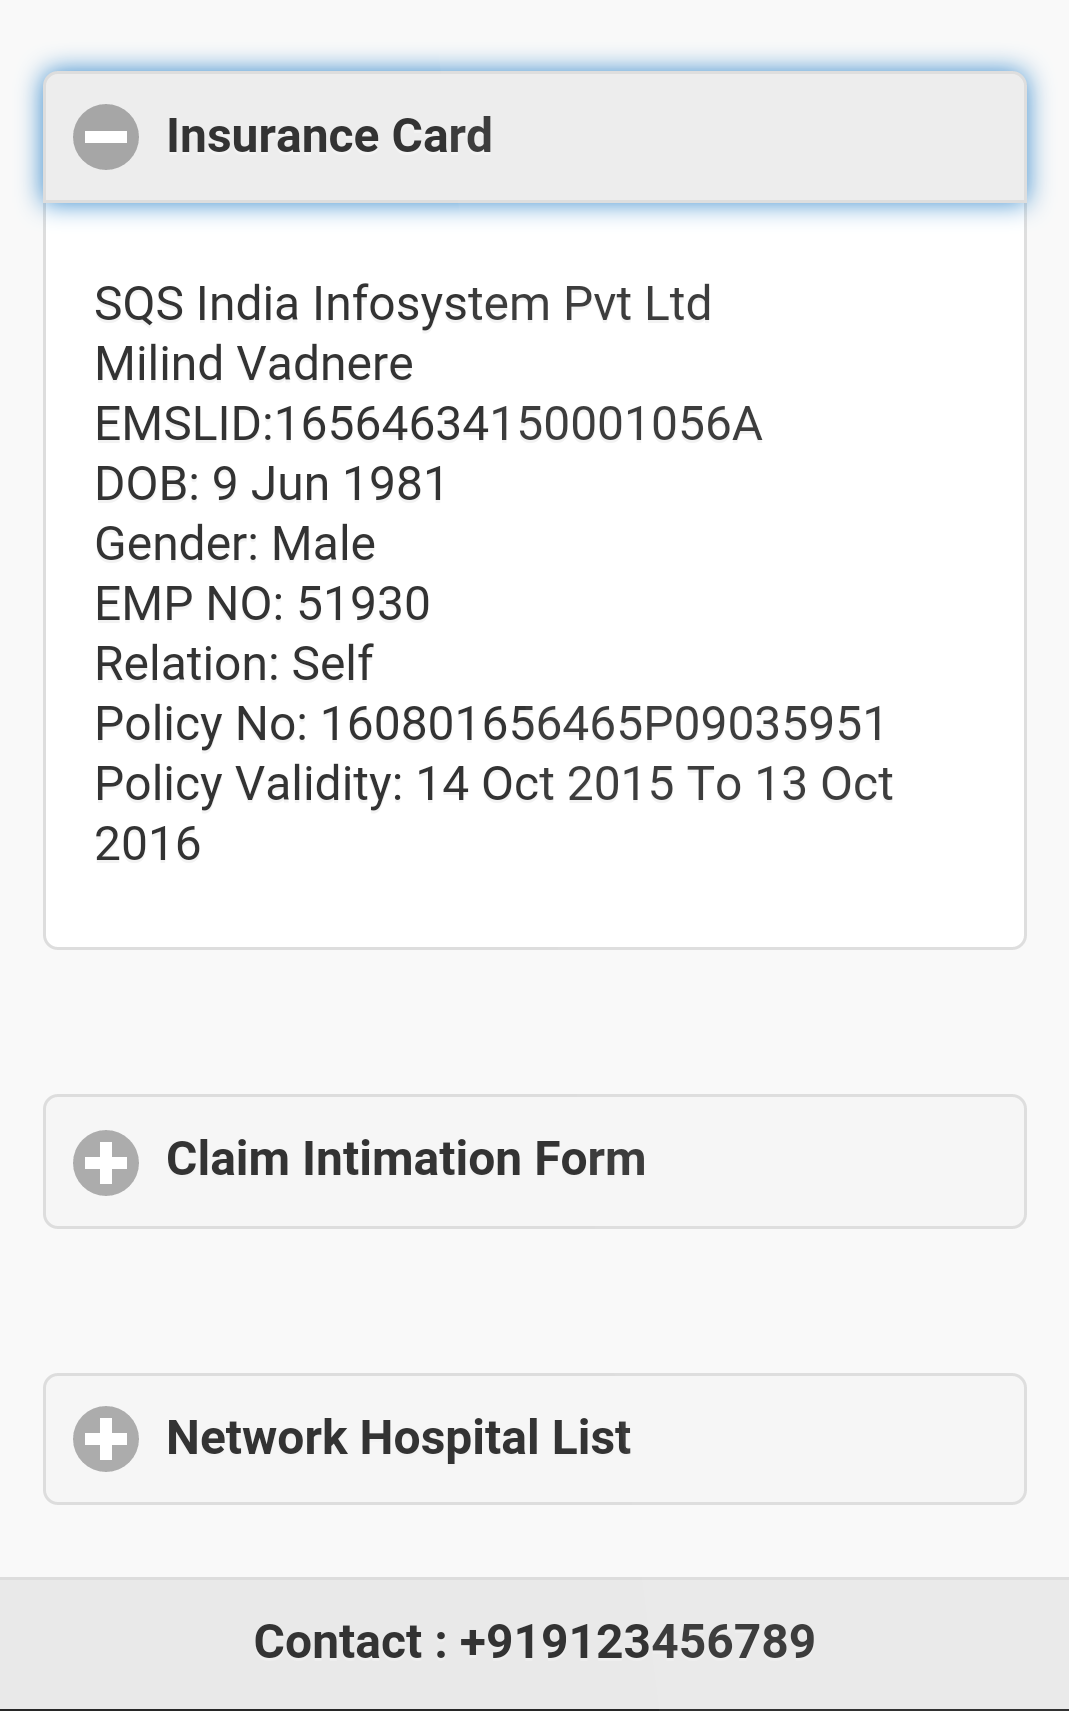 Insurance Card
SQS India Infosystem Pvt Ltd
Milind Vadnere
EMSLID:16564634150001056A
DOB: 9 Jun 1981
Gender: Male
EMP NO: 51930
Relation: Self
Policy No: 160801656465P09035951
Policy Validity: 14 Oct 2015 To 13 Oct
2016
Claim Intimation Form
Network Hospital List
Contact : +919123456789